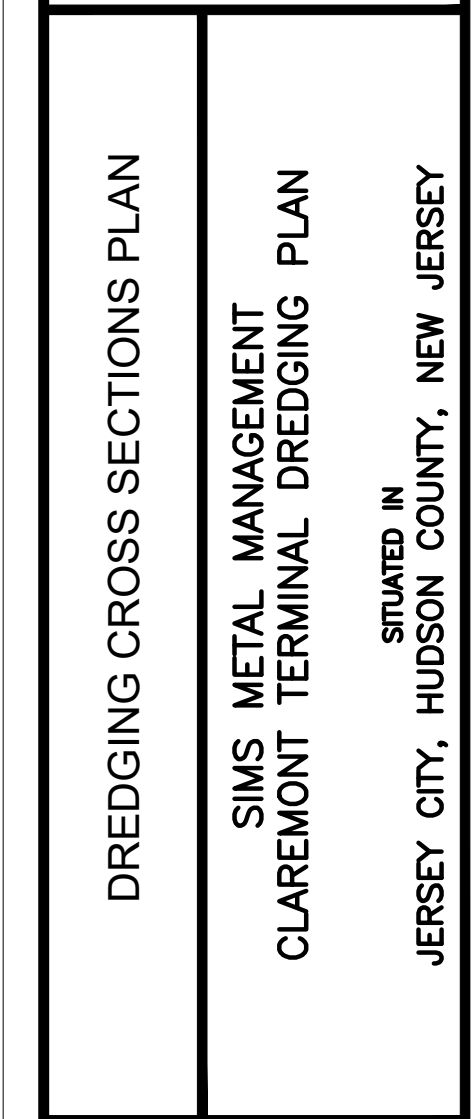 DREDGING CROSS SECTIONS PLAN
SIMS METAL MANAGEMENT
CLAREMONT TERMINAL DREDGING PLAN
SITUATED IN
JERSEY CITY, HUDSON COUNTY, NEW JERSEY